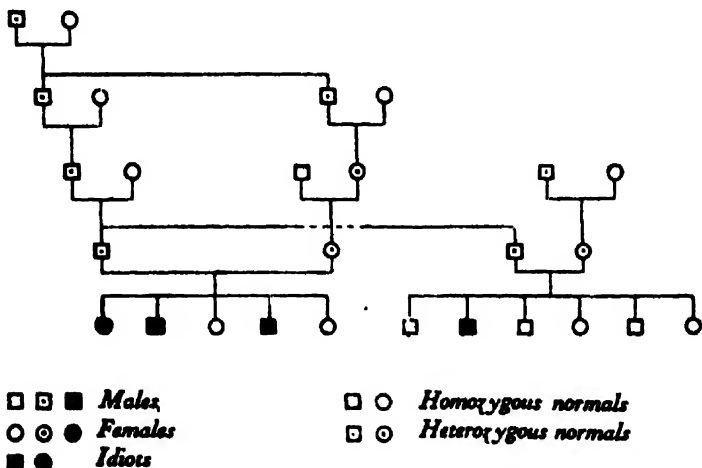 Males,
Homozygous normals
Females
Heterozygous normals
Idiots